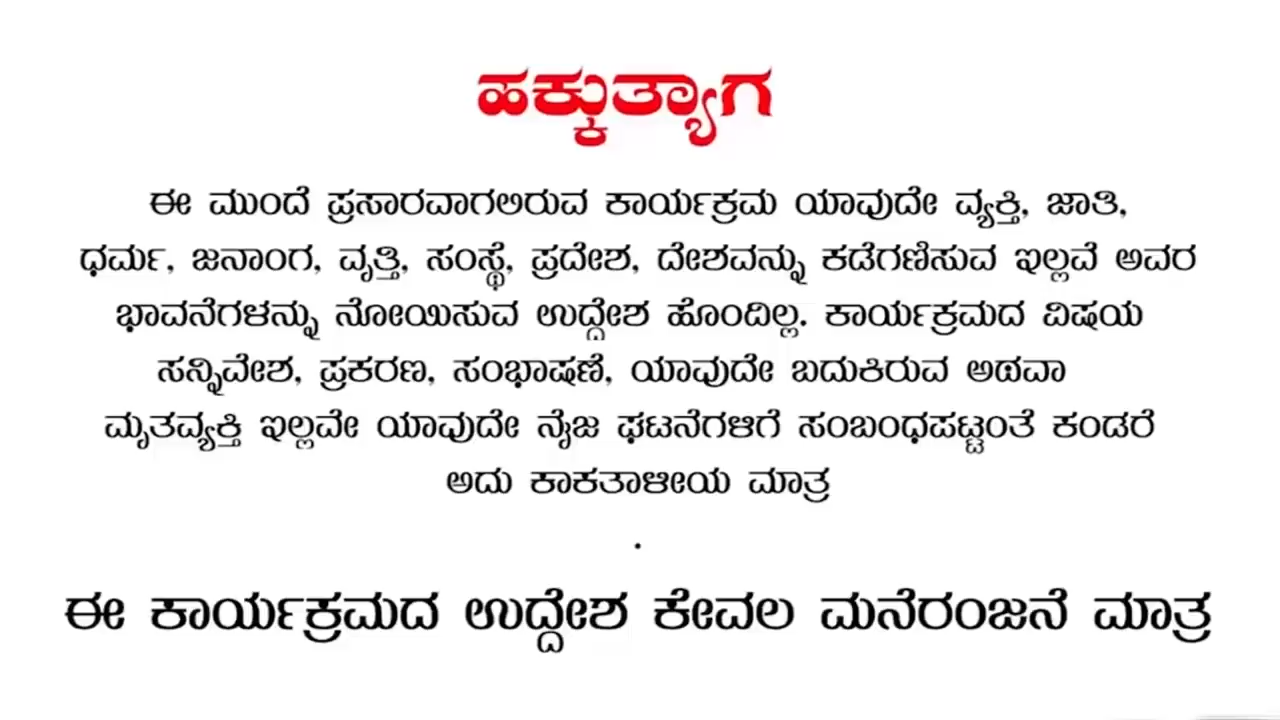 ಹಕ್ಕುತ್ಯಾಗ
ಈ ಮುಂದೆ ಪ್ರಸಾರವಾಗಲಿರುವ ಕಾರ್ಯಕ್ರಮ ಯಾವುದೇ ವ್ಯಕ್ತಿ, ಜಾತಿ,
ಧರ್ಮ, ಜನಾಂಗ, ವೃತ್ತಿ, ಸಂಸ್ಥೆ, ಪ್ರದೇಶ, ದೇಶವನ್ನು ಕಡೆಗಣಿಸುವ ಇಲ್ಲವೆ ಅವರ
ಭಾವನೆಗಳನ್ನು ನೋಯಿಸುವ ಉದ್ದೇಶ ಹೊಂದಿಲ್ಲ. ಕಾರ್ಯಕ್ರಮದ ವಿಷಯ
ಸನ್ನಿವೇಶ, ಪ್ರಕರಣ, ಸಂಭಾಷಣೆ, ಯಾವುದೇ ಬದುಕಿರುವ ಅಥವಾ
ಮೃತವ್ಯಕ್ತಿ ಇಲ್ಲವೇ ಯಾವುದೇ ನೈಜ ಘಟನೆಗಳಿಗೆ ಸಂಬಂಧಪಟ್ಟಂತೆ ಕಂಡರೆ
ಅದು ಕಾಕತಾಳೀಯ ಮಾತ್ರ
.
ಈ ಕಾರ್ಯಕ್ರಮದ ಉದ್ದೇಶ ಕೇವಲ ಮನೆರಂಜನೆ ಮಾತ್ರ